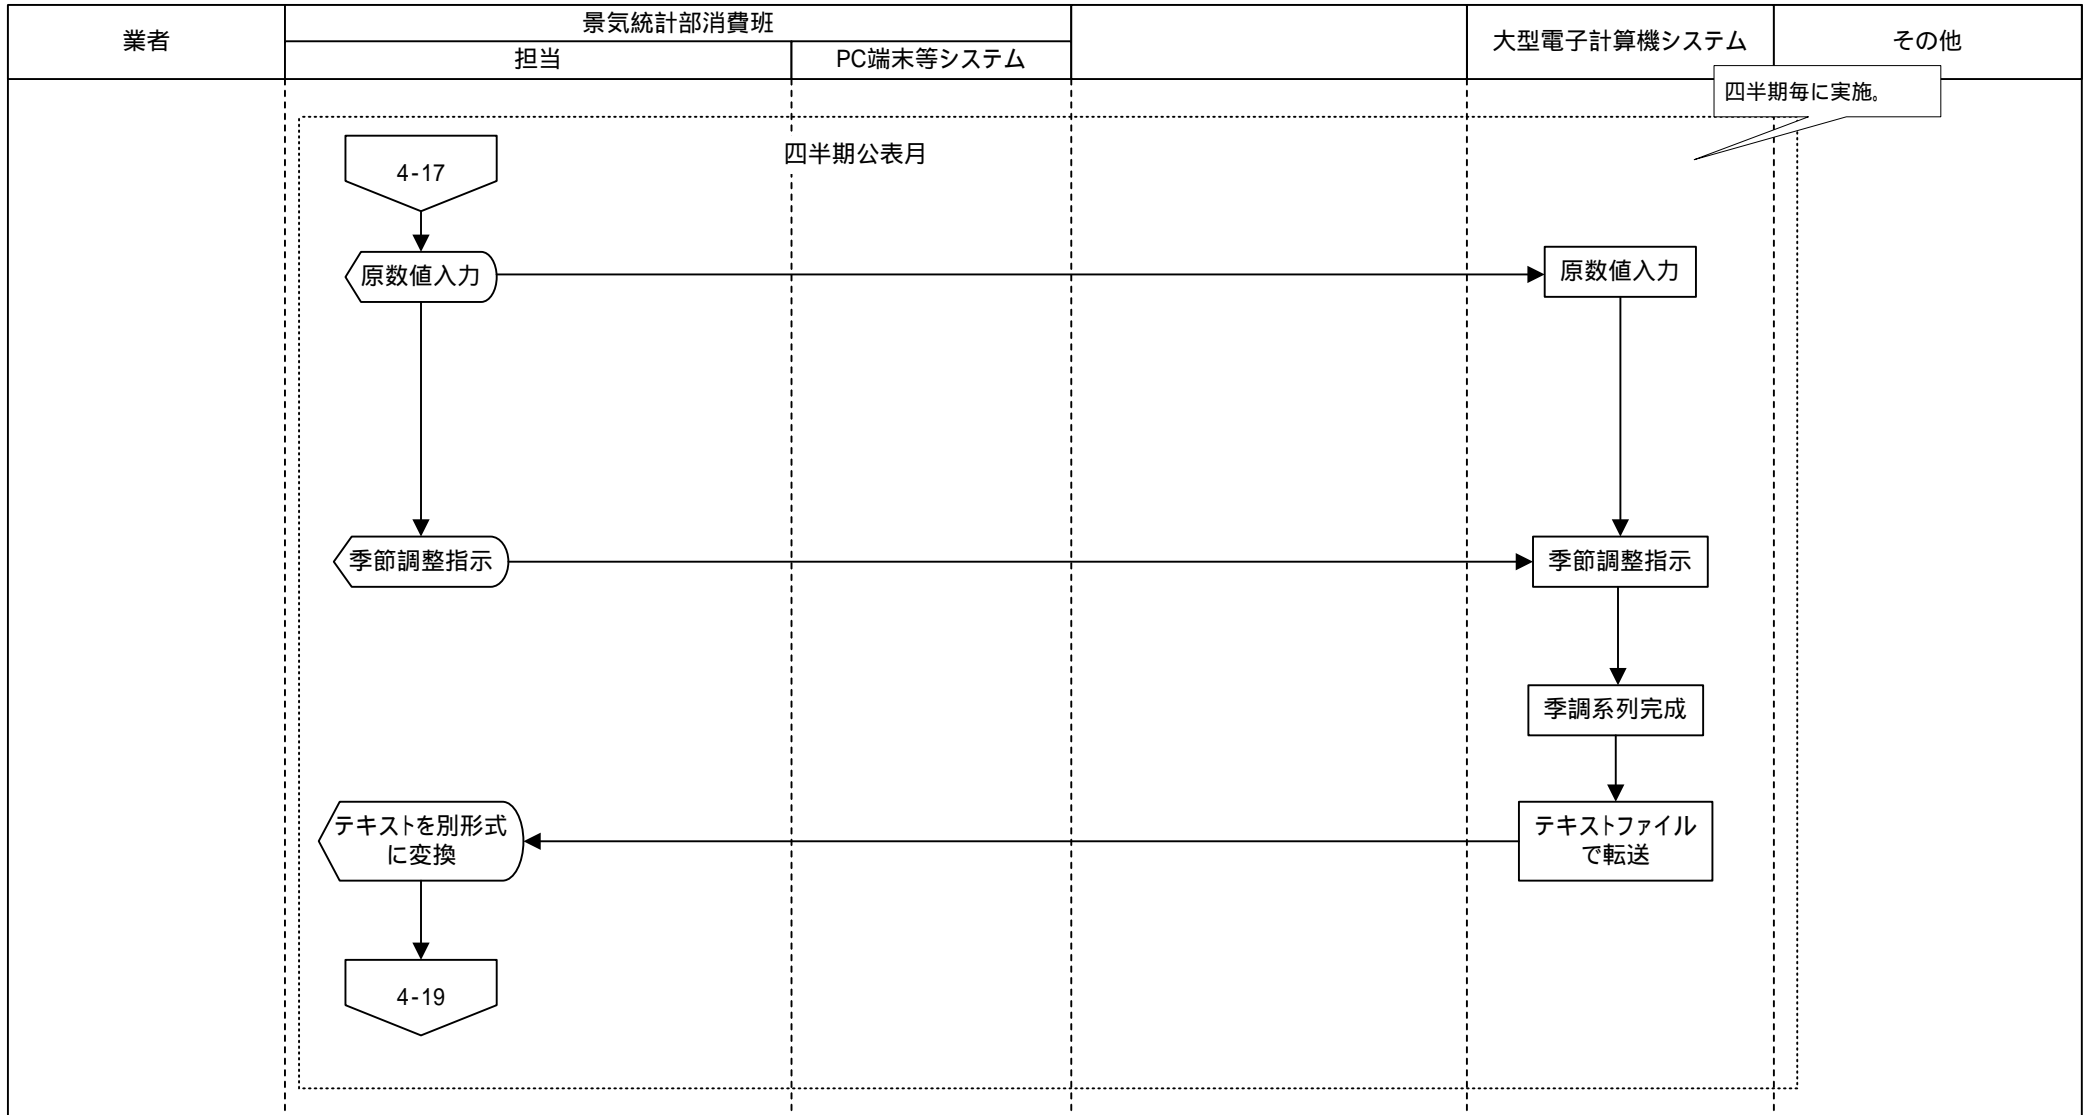 業者
景気統計部消費班
担当
PC端末等システム
大型電子計算機システム
その他
四半期毎に実施。
四半期公表月
4-17
原数値入力
原数値入力
季節調整指示
季節調整指示
季調系列完成
テキストを別形式
に変換
テキストファイル
で転送
4-19